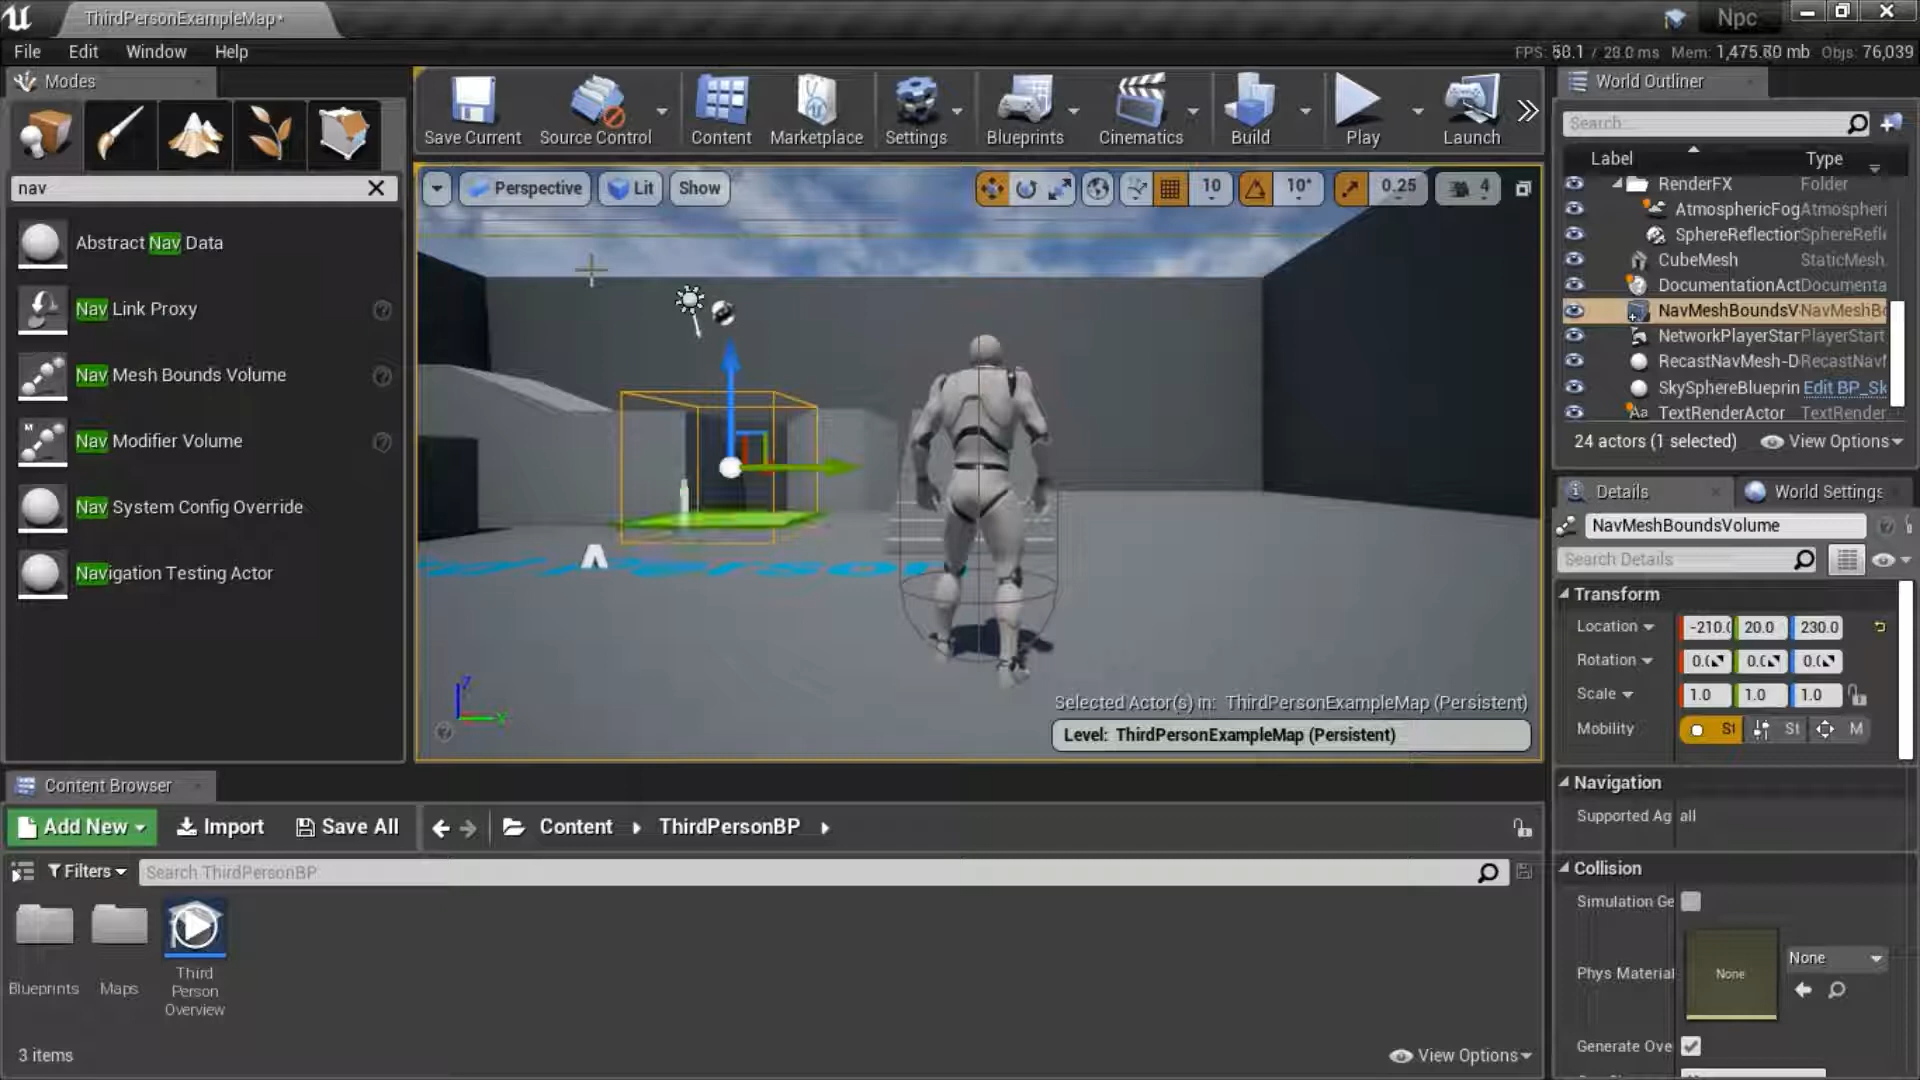 ThirdPersonExampleMap•
Npc
File Edit Window Help
FPS: 58.1 / 28.0 ms Mem: 1,475.80 mb Objs: 76,039
Modes
nav
Abstract Nav Data
Nav Link Proxy
Nav Mesh Bounds Volume
Nav Modifier Volume
Nav System Config Override
Navigation Testing Actor
Save Current Source Control Content Marketplace Settings Blueprints Cinematics Build Play Launch
Perspective Lit Show 10 10° 0.25 4
Z
Selected Actor(s) in: ThirdPersonExampleMap (Persistent)
Level: ThirdPersonExampleMap (Persistent)
World Outliner
Search...
Label Type
RenderFX Folder
AtmosphericFog Atmospheri
SphereReflection SphereRefle
CubeMesh StaticMesh
DocumentationAct Documenta
NavMeshBoundsV NavMeshBo
NetworkPlayerStar PlayerStart
RecastNavMesh-D RecastNavM
SkySphereBlueprin Edit BP_Sk
Aa TextRenderActor TextRender
24 actors (1 selected) View Options
Details World Settings
NavMeshBoundsVolume
Search Details
Transform
Location -210.0 20.0 230.0
Rotation 0.0 0.0 0.0
Scale 1.0 1.0 1.0
Mobility St St M
Navigation
Supported Ag all
Collision
Simulation Ge
Phys Material None None
Generate Ove
Content Browser
Add New Import Save All Content ThirdPersonBP
Filters Search ThirdPersonBP
Blueprints Maps Third
Person
Overview
3 items View Options